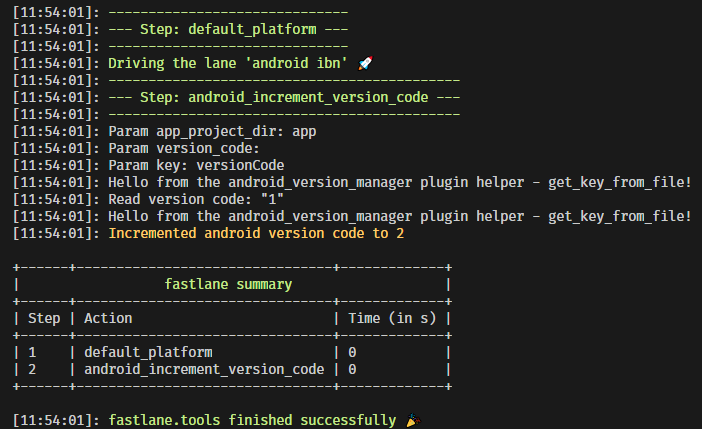 [11:54:01]: ------------------------------
[11:54:01]: --- Step: default_platform ---
[11:54:01]: ------------------------------
[11:54:01]: Driving the lane 'android ibn' 🚀
[11:54:01]: --------------------------------------------
[11:54:01]: --- Step: android_increment_version_code ---
[11:54:01]: --------------------------------------------
[11:54:01]: Param app_project_dir: app
[11:54:01]: Param version_code:
[11:54:01]: Param key: versionCode
[11:54:01]: Hello from the android_version_manager plugin helper - get_key_from_file!
[11:54:01]: Read version code: "1"
[11:54:01]: Hello from the android_version_manager plugin helper - get_key_from_file!
[11:54:01]: Incremented android version code to 2
+------+--------------------------------+-------------+
|                  fastlane summary                   |
+------+--------------------------------+-------------+
| Step | Action                         | Time (in s) |
+------+--------------------------------+-------------+
| 1    | default_platform               | 0           |
| 2    | android_increment_version_code | 0           |
+------+--------------------------------+-------------+
[11:54:01]: fastlane.tools finished successfully 🎉